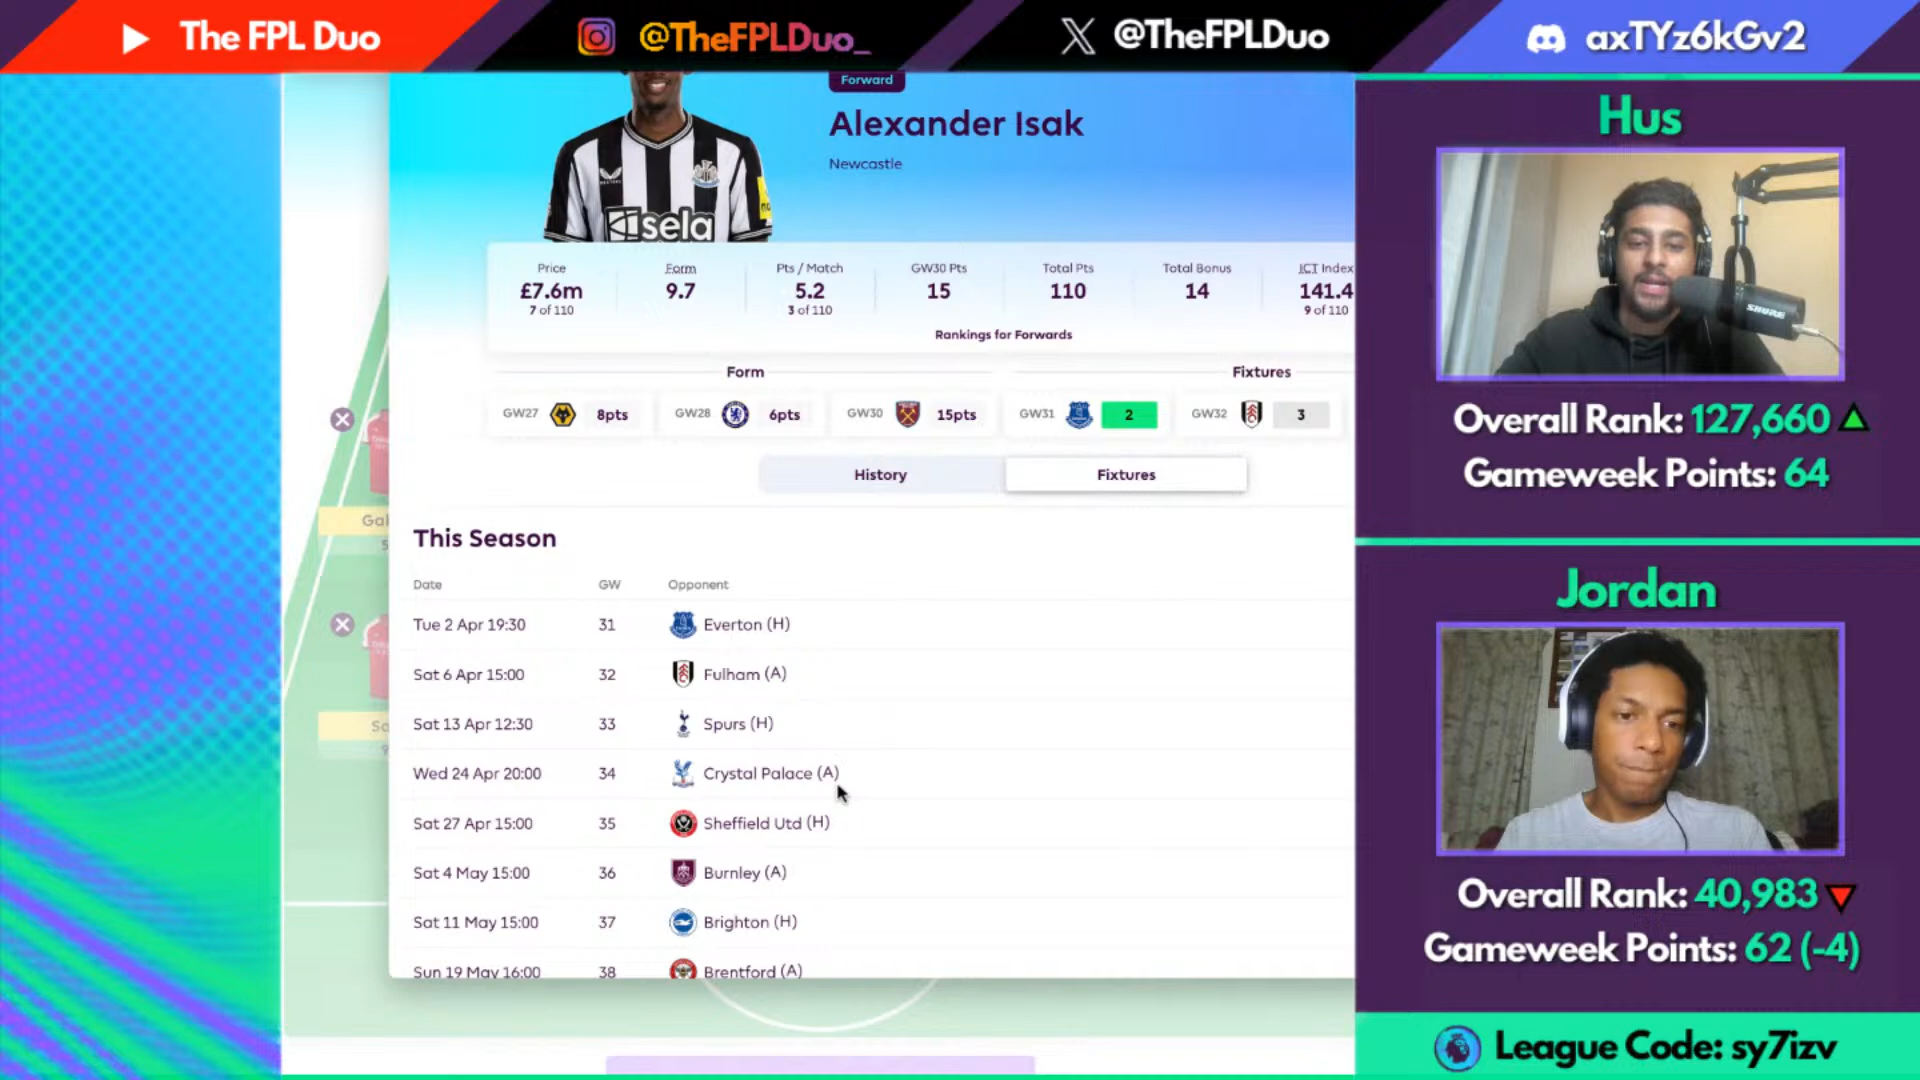 The FPL Duo
@TheFPLDuo_
@TheFPLDuo
axTYz6kGv2
Forward
Alexander Isak
Newcastle
sela
Price
£7.6m
7 of 110
Form
9.7
Pts / Match
5.2
3 of 110
GW30 Pts
15
Total Pts
110
Total Bonus
14
ICT Index
141.4
9 of 110
Rankings for Forwards
Form
Fixtures
GW27 8pts
GW28 6pts
GW30 15pts
GW31 2
GW32 3
History
Fixtures
This Season
Date GW Opponent
Tue 2 Apr 19:30 31 Everton (H)
Sat 6 Apr 15:00 32 Fulham (A)
Sat 13 Apr 12:30 33 Spurs (H)
Wed 24 Apr 20:00 34 Crystal Palace (A)
Sat 27 Apr 15:00 35 Sheffield Utd (H)
Sat 4 May 15:00 36 Burnley (A)
Sat 11 May 15:00 37 Brighton (H)
Sun 19 May 16:00 38 Brentford (A)
Hus
SHURE
Overall Rank: 127,660
Gameweek Points: 64
Jordan
Overall Rank: 40,983
Gameweek Points: 62 (-4)
League Code: sy7izv